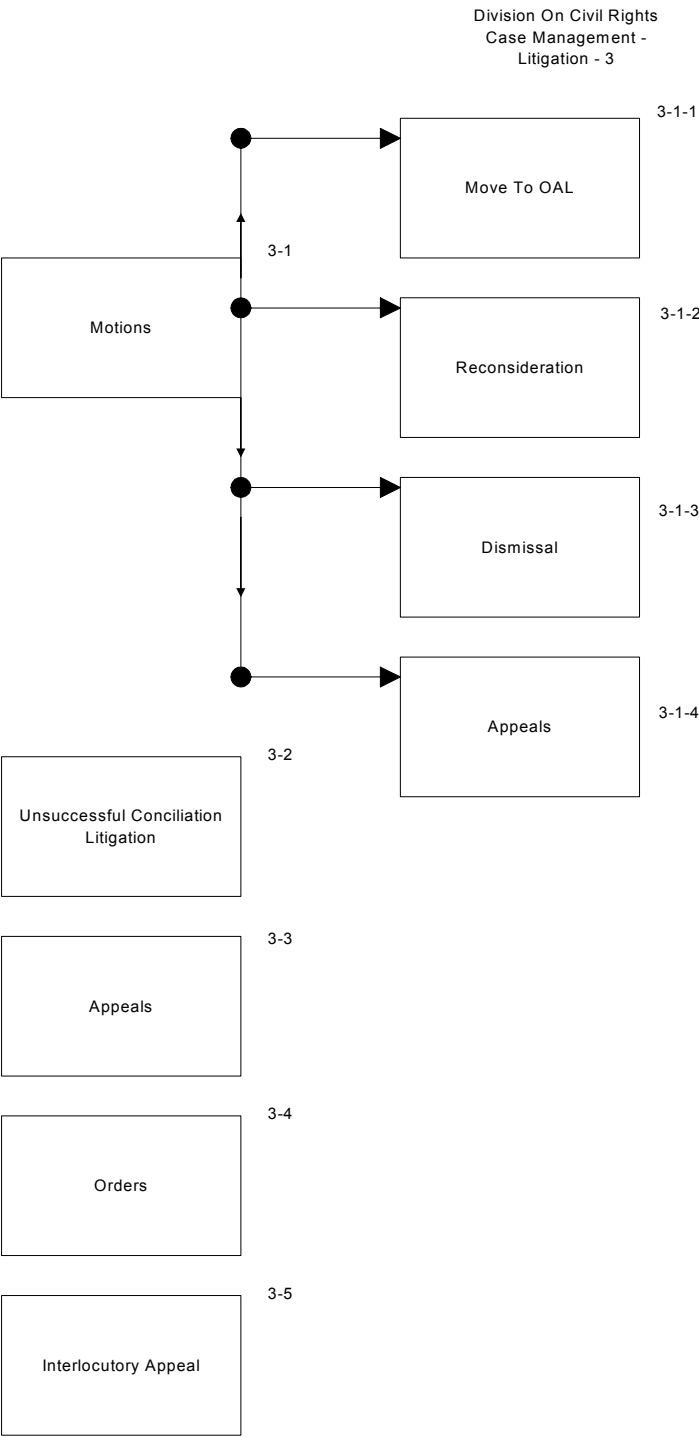 Division On Civil Rights
Case Management -
Litigation - 3
3-1-1
Move To OAL
3-1
Motions
3-1-2
Reconsideration
3-1-3
Dismissal
3-1-4
Appeals
3-2
Unsuccessful Conciliation
Litigation
3-3
Appeals
3-4
Orders
3-5
Interlocutory Appeal